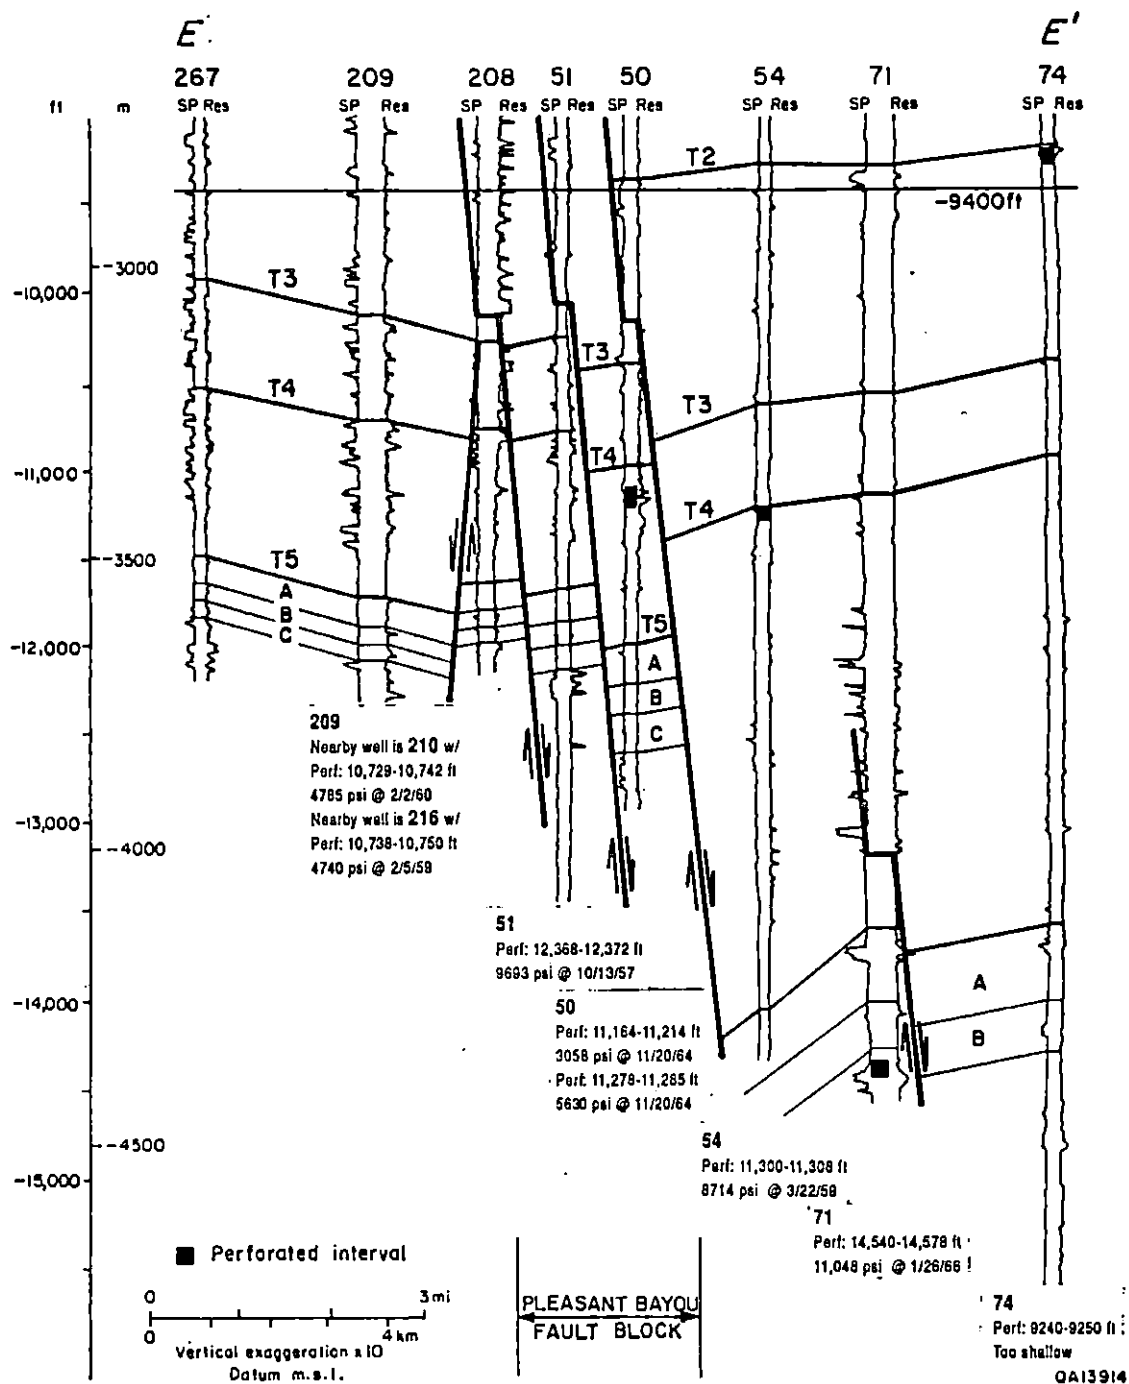 E E'
267 209 208 51 50 54 71 74
ft m SP Res SP Res SP Res SP Res SP Res SP Res SP Res SP Res
T2
-9400ft
-3000
T3
-10,000
T3
T4
T3
T4
-11,000
T4
-3500
T5
A
B
T5
C
-12,000
A
B
C
209
Nearby well is 210 w/
Perf: 10,729-10,742 ft
4785 psi @ 2/2/60
Nearby well is 216 w/
Perf: 10,738-10,750 ft
4740 psi @ 2/5/59
-13,000
-4000
51
Perf: 12,368-12,372 ft
9693 psi @ 10/13/57
A
-14,000
B
50
Perf: 11,164-11,214 ft
3058 psi @ 11/20/64
Perf: 11,278-11,285 ft
5630 psi @ 11/20/64
-4500
54
Perf: 11,300-11,308 ft
8714 psi @ 3/22/59
-15,000
71
Perf: 14,540-14,578 ft
11,048 psi @ 1/26/66
Perforated interval
0 3mi
0 4km
Vertical exaggeration x10
Datum m.s.l.
PLEASANT BAYOU
FAULT BLOCK
74
Perf: 9240-9250 ft
Too shallow
QA13914